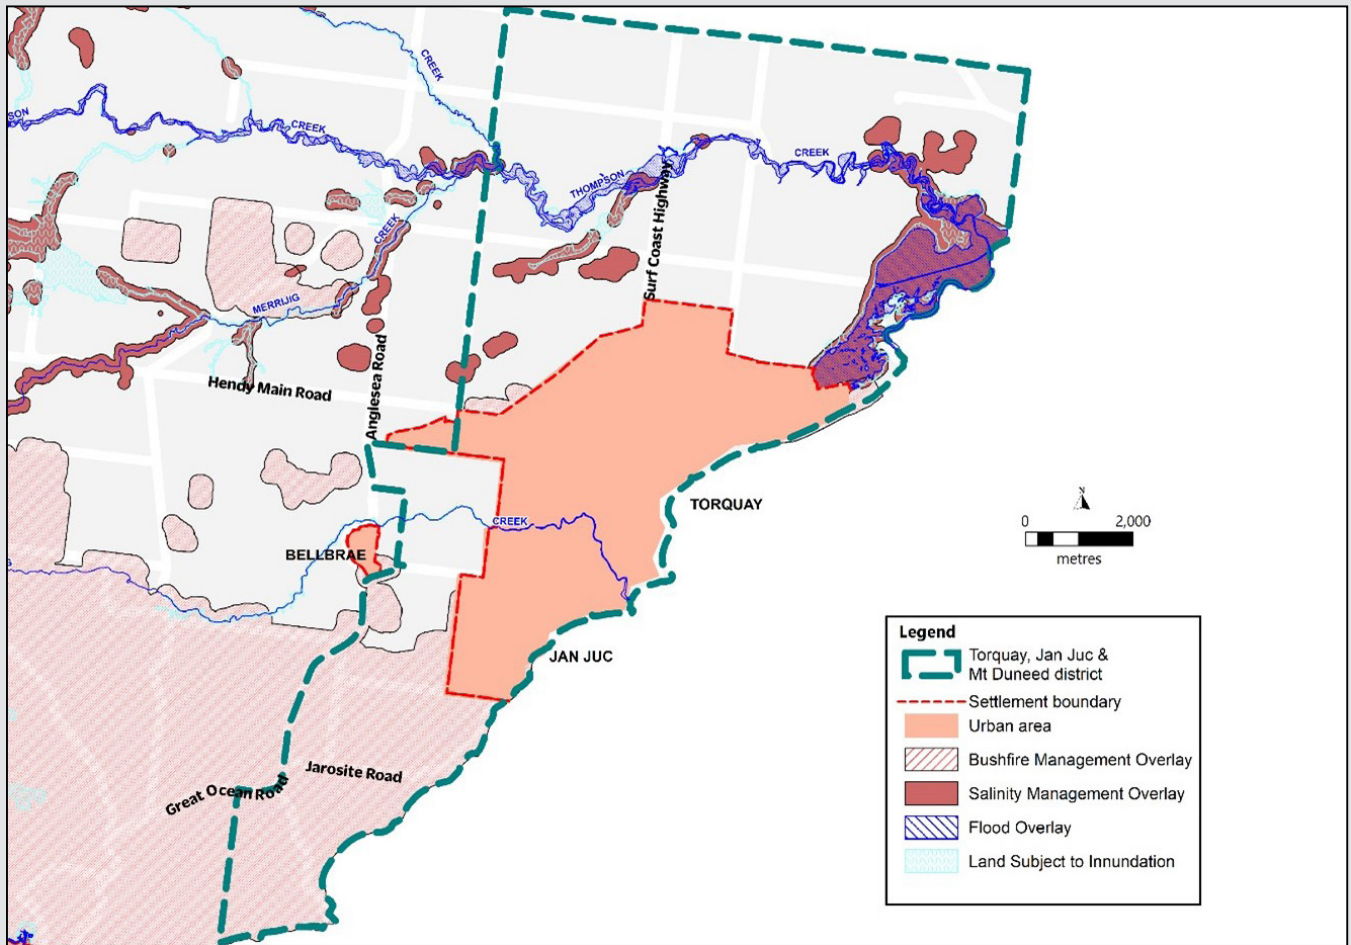 CREEK
SON
CREEK
CREEK
THOMPSON
Surf Coast Highway
CREEK
MERRIJIG
Hendy Main Road
Anglesea Road
TORQUAY
CREEK
BELLBRAE
JAN JUC
Jarosite Road
Great Ocean Road
N
0 2,000
metres
Legend
Torquay, Jan Juc &
Mt Duneed district
Settlement boundary
Urban area
Bushfire Management Overlay
Salinity Management Overlay
Flood Overlay
Land Subject to Innundation